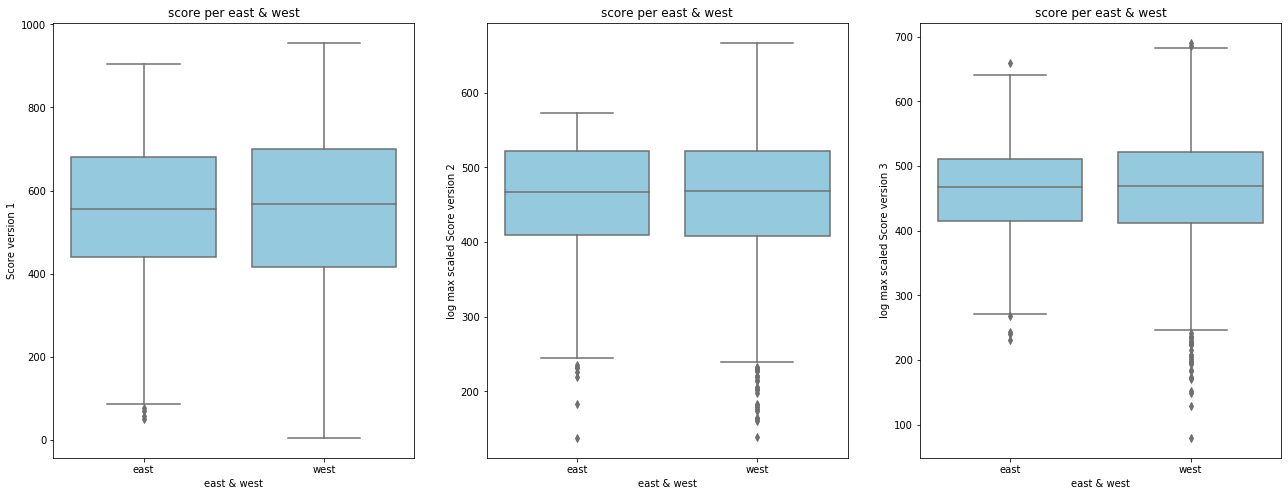 score per east & west
1000
800
600
400
200
0
Score version 1
east
west
east & west
score per east & west
600
500
400
300
200
log max scaled Score version 2
east
west
east & west
score per east & west
700
600
500
400
300
200
100
log max scaled Score version 3
east
west
east & west